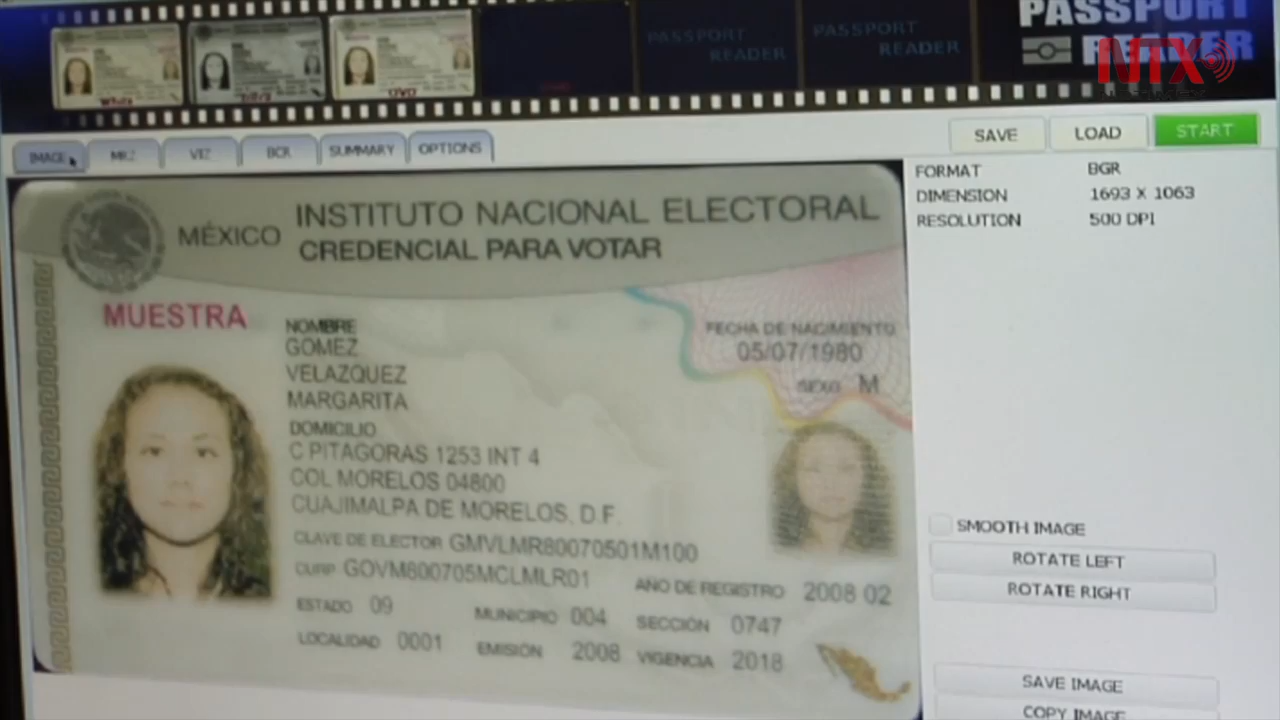 PASSPORT
READER
NTX
PASSPORT
READER
PASSPORT
READER
SAVE
LOAD
START
IMAGE
MRZ
VIZ
BCR
SUMMARY
OPTIONS
FORMAT BGR
DIMENSION 1693 X 1063
RESOLUTION 500 DPI
MÉXICO
INSTITUTO NACIONAL ELECTORAL
CREDENCIAL PARA VOTAR
MUESTRA
NOMBRE
GOMEZ
VELAZQUEZ
MARGARITA
FECHA DE NACIMIENTO
05/07/1980
SEXO M
DOMICILIO
C PITAGORAS 1253 INT 4
COL MORELOS 04800
CUAJIMALPA DE MORELOS, D.F.
CLAVE DE ELECTOR GMVLMR80070501M100
CURP GOVM800705MCLMLR01
AÑO DE REGISTRO 2008 02
ESTADO 09
MUNICIPIO 004
SECCIÓN 0747
LOCALIDAD 0001
EMISIÓN 2008
VIGENCIA 2018
SMOOTH IMAGE
ROTATE LEFT
ROTATE RIGHT
SAVE IMAGE
COPY IMAGE